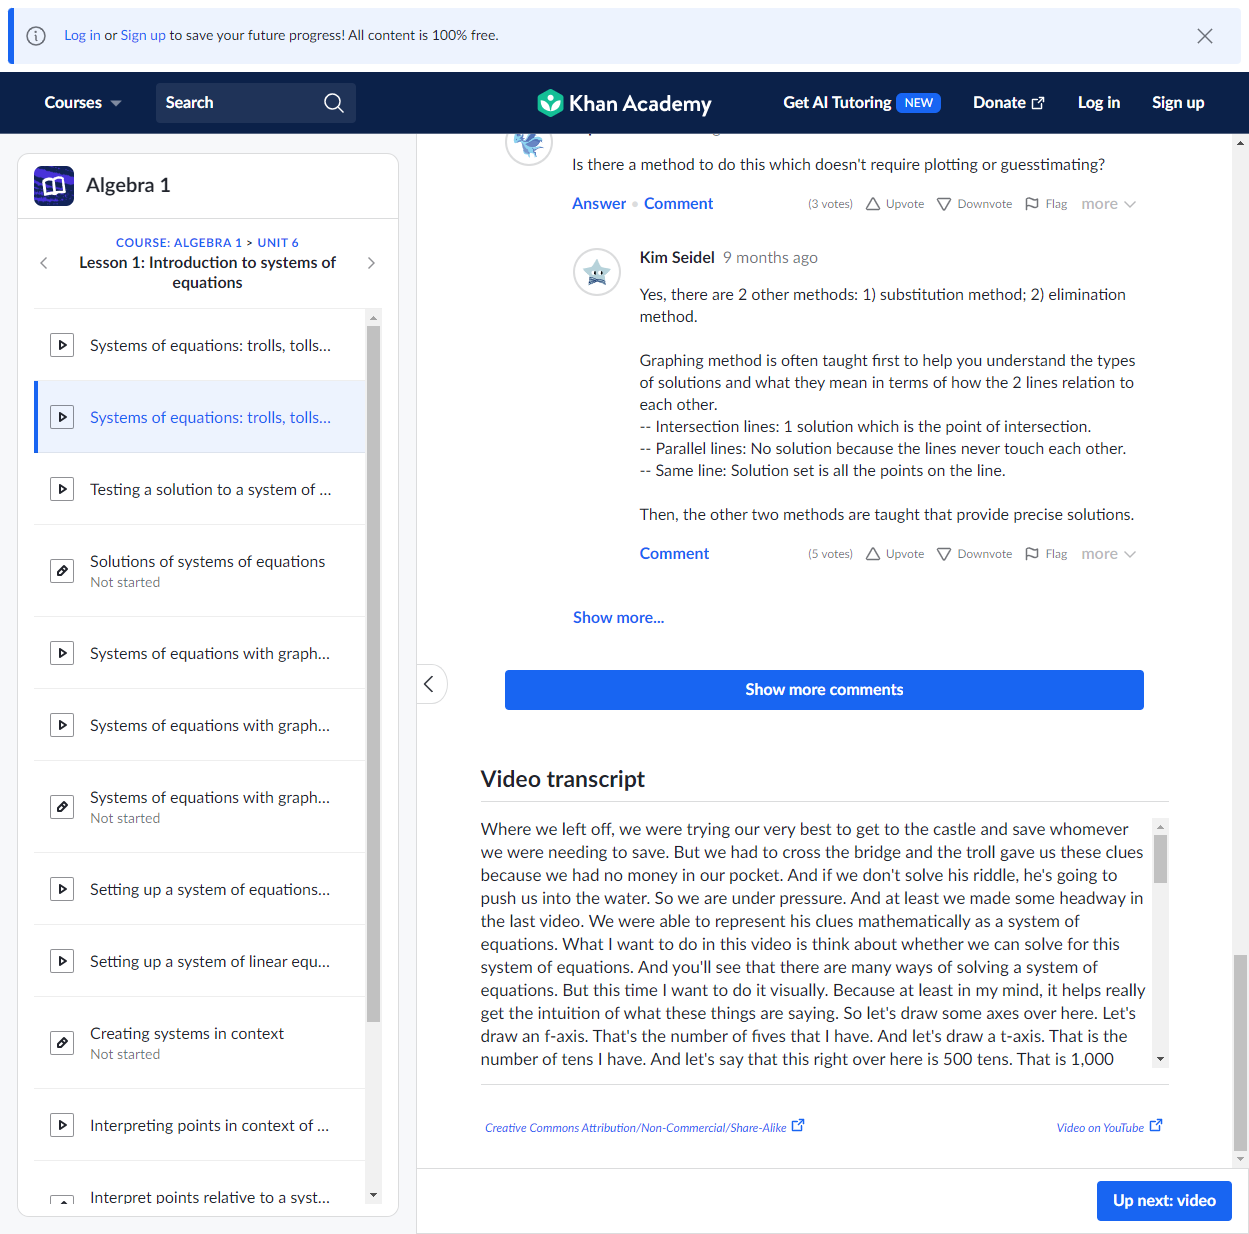 Log in or Sign up to save your future progress! All content is 100% free.
Courses
Search
Khan Academy
Get AI Tutoring NEW
Donate
Log in
Sign up
Algebra 1
COURSE: ALGEBRA 1 > UNIT 6
Lesson 1: Introduction to systems of
equations
Systems of equations: trolls, tolls...
Systems of equations: trolls, tolls...
Testing a solution to a system of ...
Solutions of systems of equations
Not started
Systems of equations with graph...
Systems of equations with graph...
Systems of equations with graph...
Not started
Setting up a system of equations...
Setting up a system of linear equ...
Creating systems in context
Not started
Interpreting points in context of ...
Interpret points relative to a syst...
Is there a method to do this which doesn't require plotting or guesstimating?
Answer • Comment (3 votes) Upvote Downvote Flag more
Kim Seidel 9 months ago
Yes, there are 2 other methods: 1) substitution method; 2) elimination
method.
Graphing method is often taught first to help you understand the types
of solutions and what they mean in terms of how the 2 lines relation to
each other.
-- Intersection lines: 1 solution which is the point of intersection.
-- Parallel lines: No solution because the lines never touch each other.
-- Same line: Solution set is all the points on the line.
Then, the other two methods are taught that provide precise solutions.
Comment (5 votes) Upvote Downvote Flag more
Show more...
Show more comments
Video transcript
Where we left off, we were trying our very best to get to the castle and save whomever
we were needing to save. But we had to cross the bridge and the troll gave us these clues
because we had no money in our pocket. And if we don't solve his riddle, he's going to
push us into the water. So we are under pressure. And at least we made some headway in
the last video. We were able to represent his clues mathematically as a system of
equations. What I want to do in this video is think about whether we can solve for this
system of equations. And you'll see that there are many ways of solving a system of
equations. But this time I want to do it visually. Because at least in my mind, it helps really
get the intuition of what these things are saying. So let's draw some axes over here. Let's
draw an f-axis. That's the number of fives that I have. And let's draw a t-axis. That is the
number of tens I have. And let's say that this right over here is 500 tens. That is 1,000
Creative Commons Attribution/Non-Commercial/Share-Alike
Video on YouTube
Up next: video